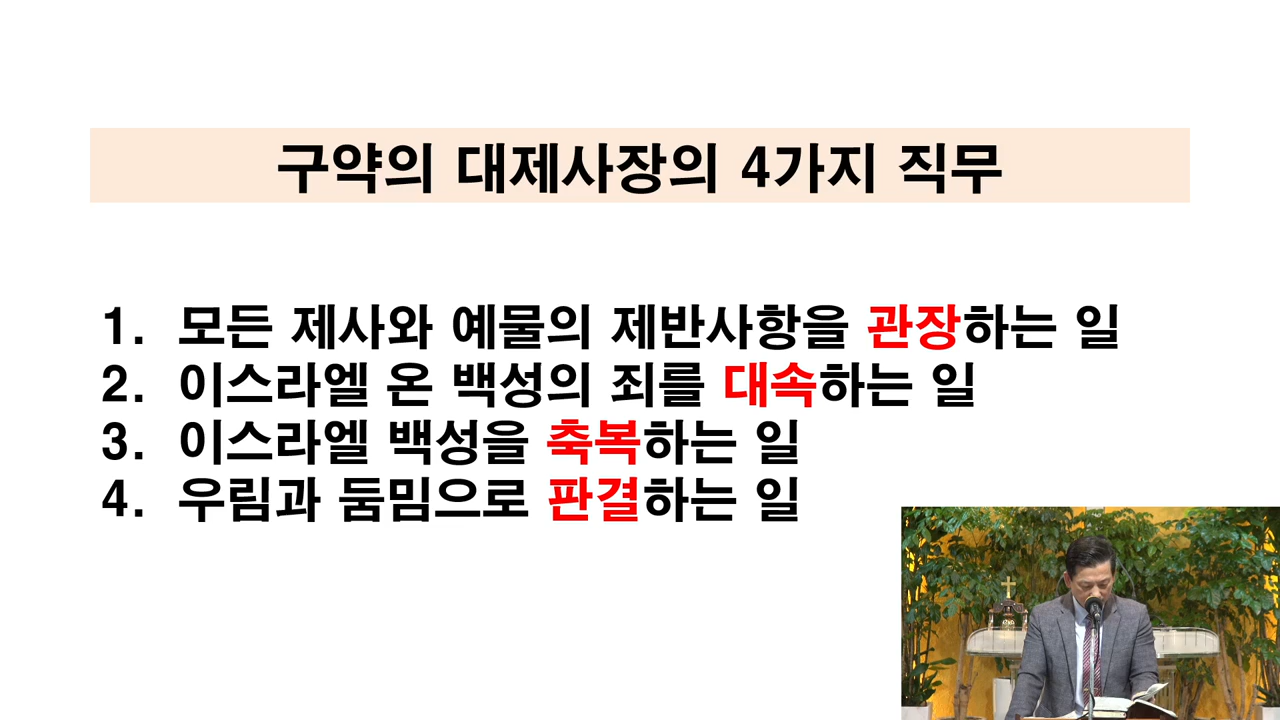 구약의 대제사장의 4가지 직무
1. 모든 제사와 예물의 제반사항을 관장하는 일
2. 이스라엘 온 백성의 죄를 대속하는 일
3. 이스라엘 백성을 축복하는 일
4. 우림과 둠밈으로 판결하는 일